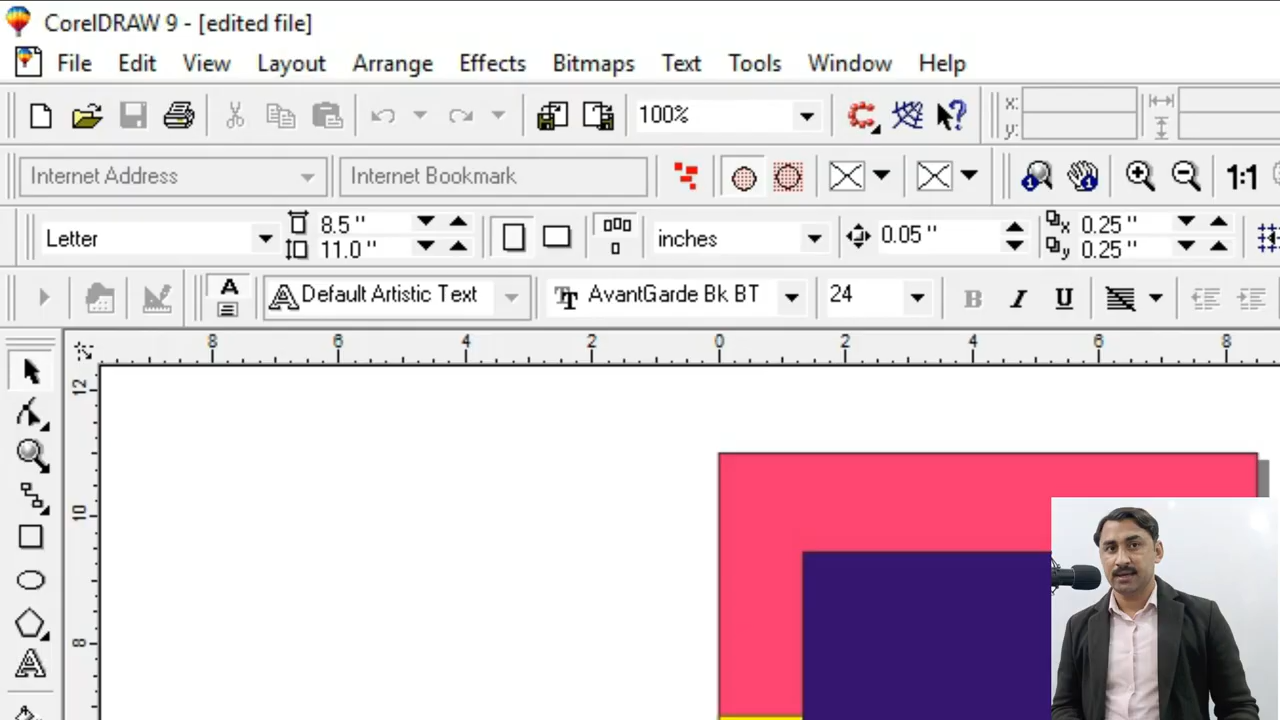 CorelDRAW 9 - [edited file]
File Edit View Layout Arrange Effects Bitmaps Text Tools Window Help
100% x:
y:
Internet Address Internet Bookmark 1:1
Letter 8.5 " inches 0.05 " x 0.25 "
11.0 " y 0.25 "
Default Artistic Text AvantGarde Bk BT 24 B I U
8 6 4 2 0 2 4 6 8
12
10
8